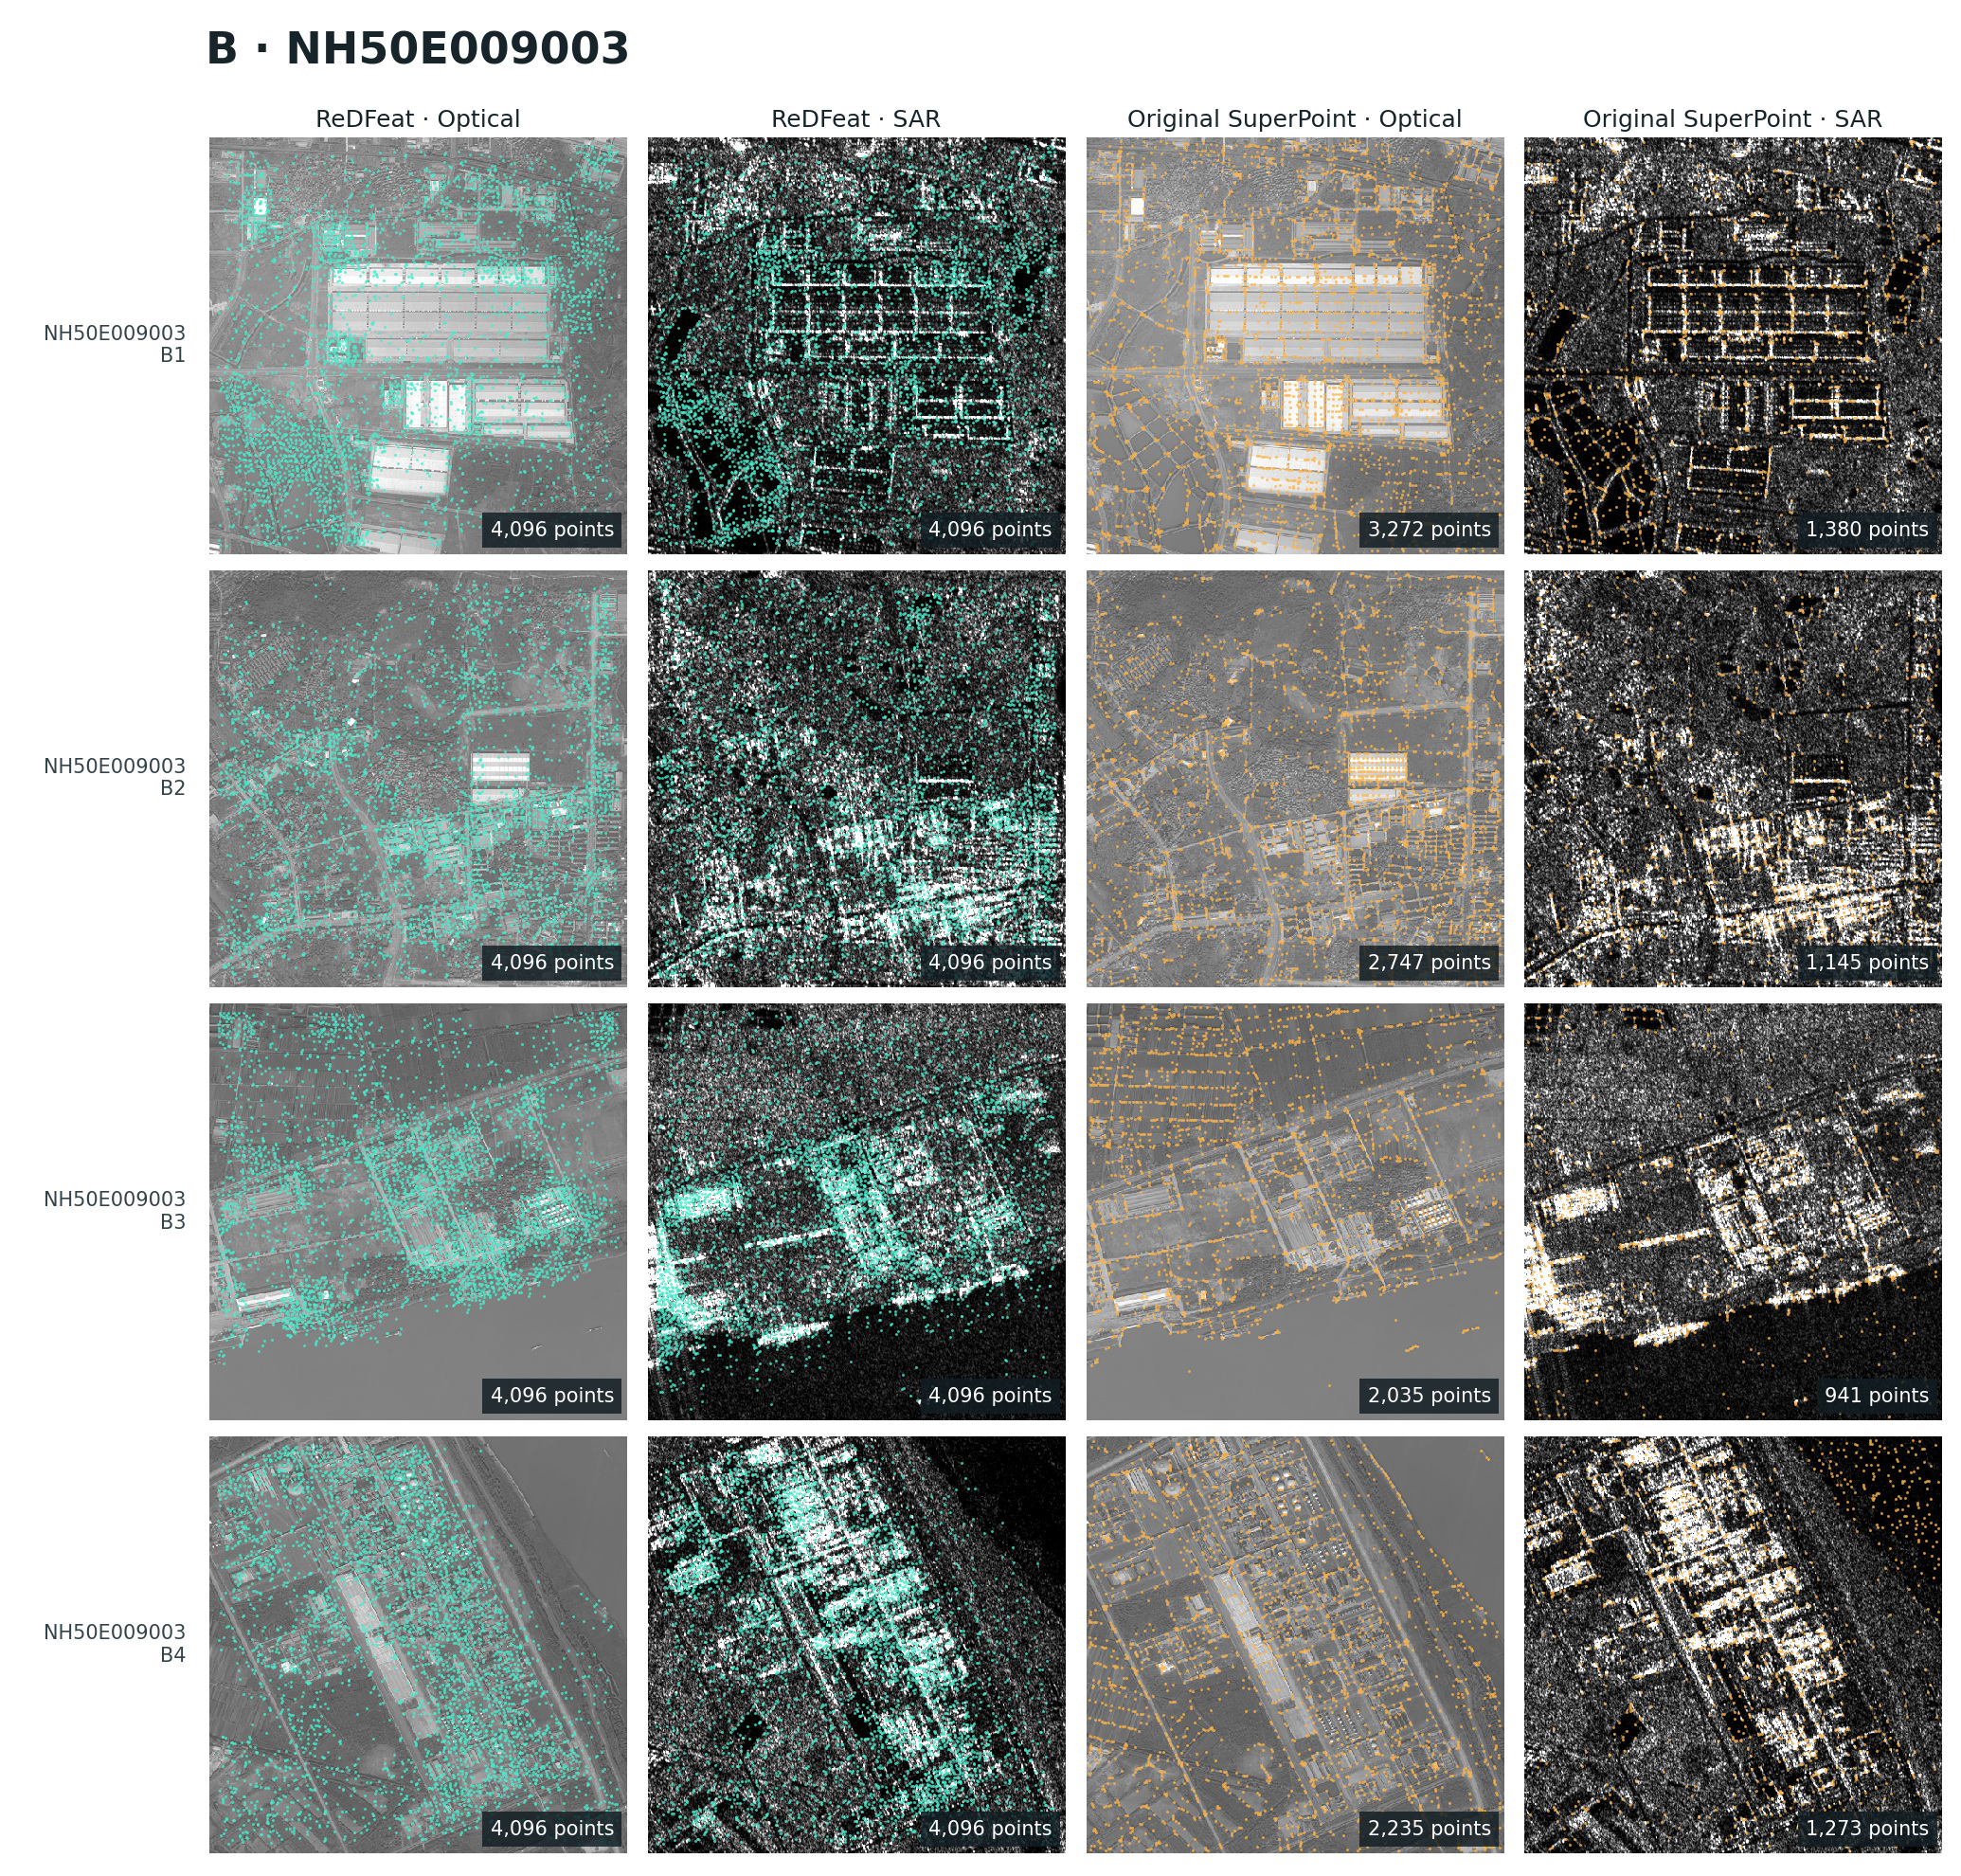 B · NH50E009003
ReDFeat · Optical
ReDFeat · SAR
Original SuperPoint · Optical
Original SuperPoint · SAR
NH50E009003
B1
4,096 points
4,096 points
3,272 points
1,380 points
NH50E009003
B2
4,096 points
4,096 points
2,747 points
1,145 points
NH50E009003
B3
4,096 points
4,096 points
2,035 points
941 points
NH50E009003
B4
4,096 points
4,096 points
2,235 points
1,273 points